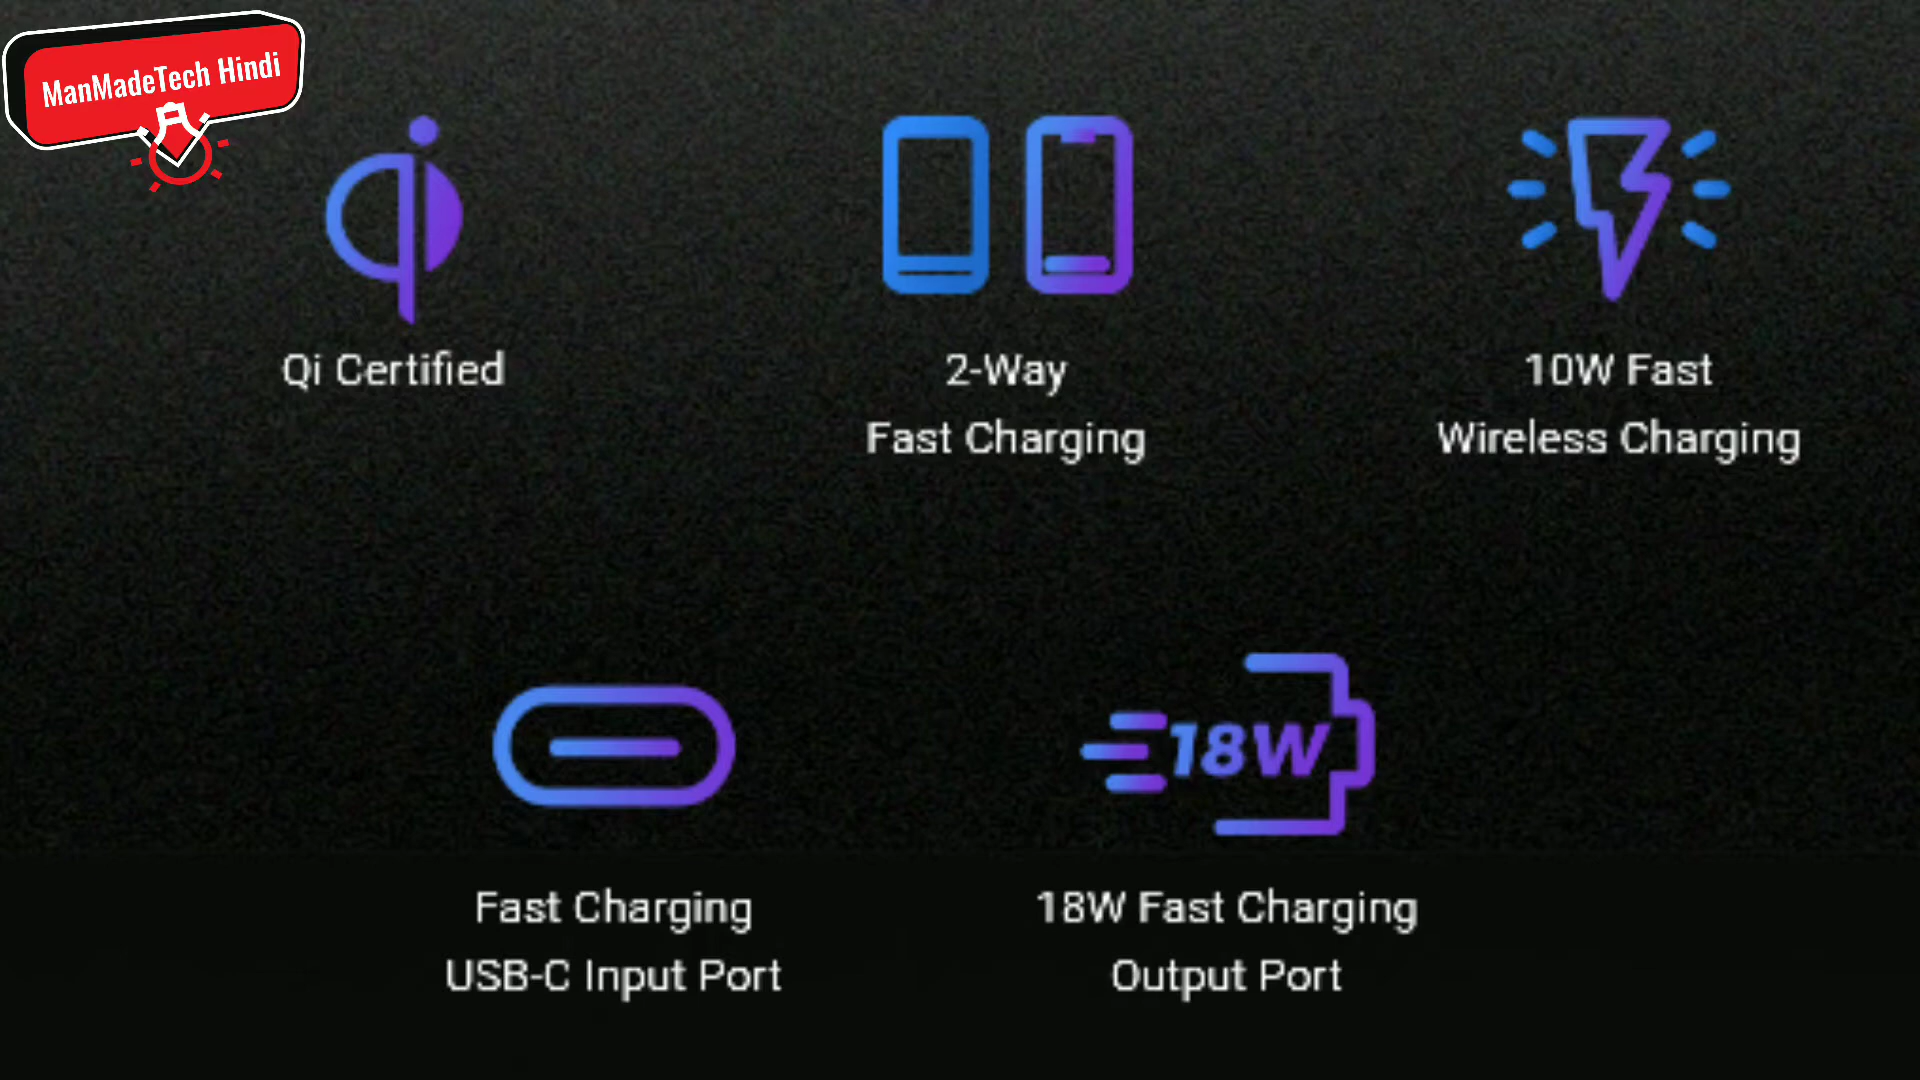 ManMadeTech Hindi
Qi Certified
2-Way
Fast Charging
10W Fast
Wireless Charging
Fast Charging
USB-C Input Port
18W
18W Fast Charging
Output Port